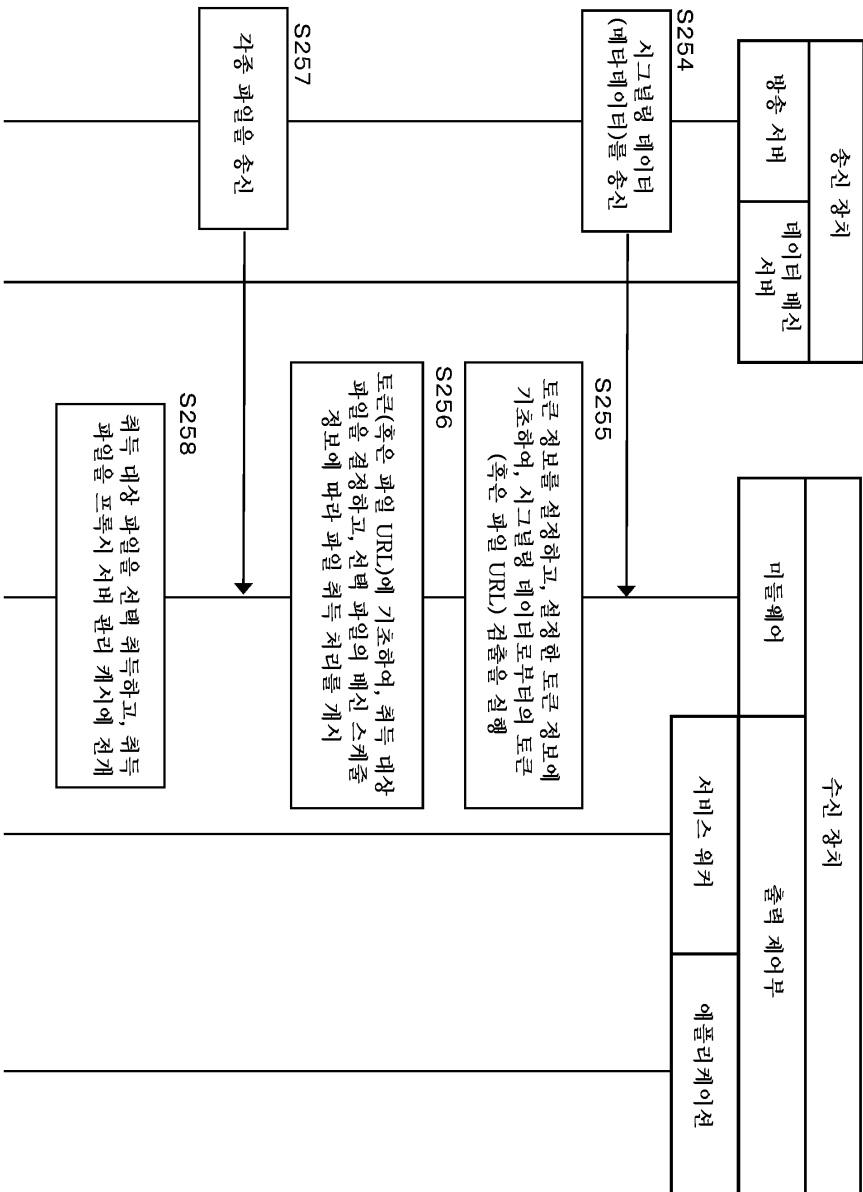 송신 장치
방송 서버
데이터 배신
서버
수신 장치
미들웨어
출력 제어부
서비스 워커
애플리케이션
S254
시그널링 데이터
(메타데이터)를 송신
S255
토큰 정보를 설정하고, 설정한 토큰 정보에
기초하여, 시그널링 데이터로부터의 토큰
(혹은 파일 URL) 검출을 실행
S256
토큰(혹은 파일 URL)에 기초하여, 취득 대상
파일을 결정하고, 선택 파일의 배신 스케줄
정보에 따라 파일 취득 처리를 개시
S257
각종 파일을 송신
S258
취득 대상 파일을 선택 취득하고, 취득
파일을 프록시 서버 관리 캐시에 전개